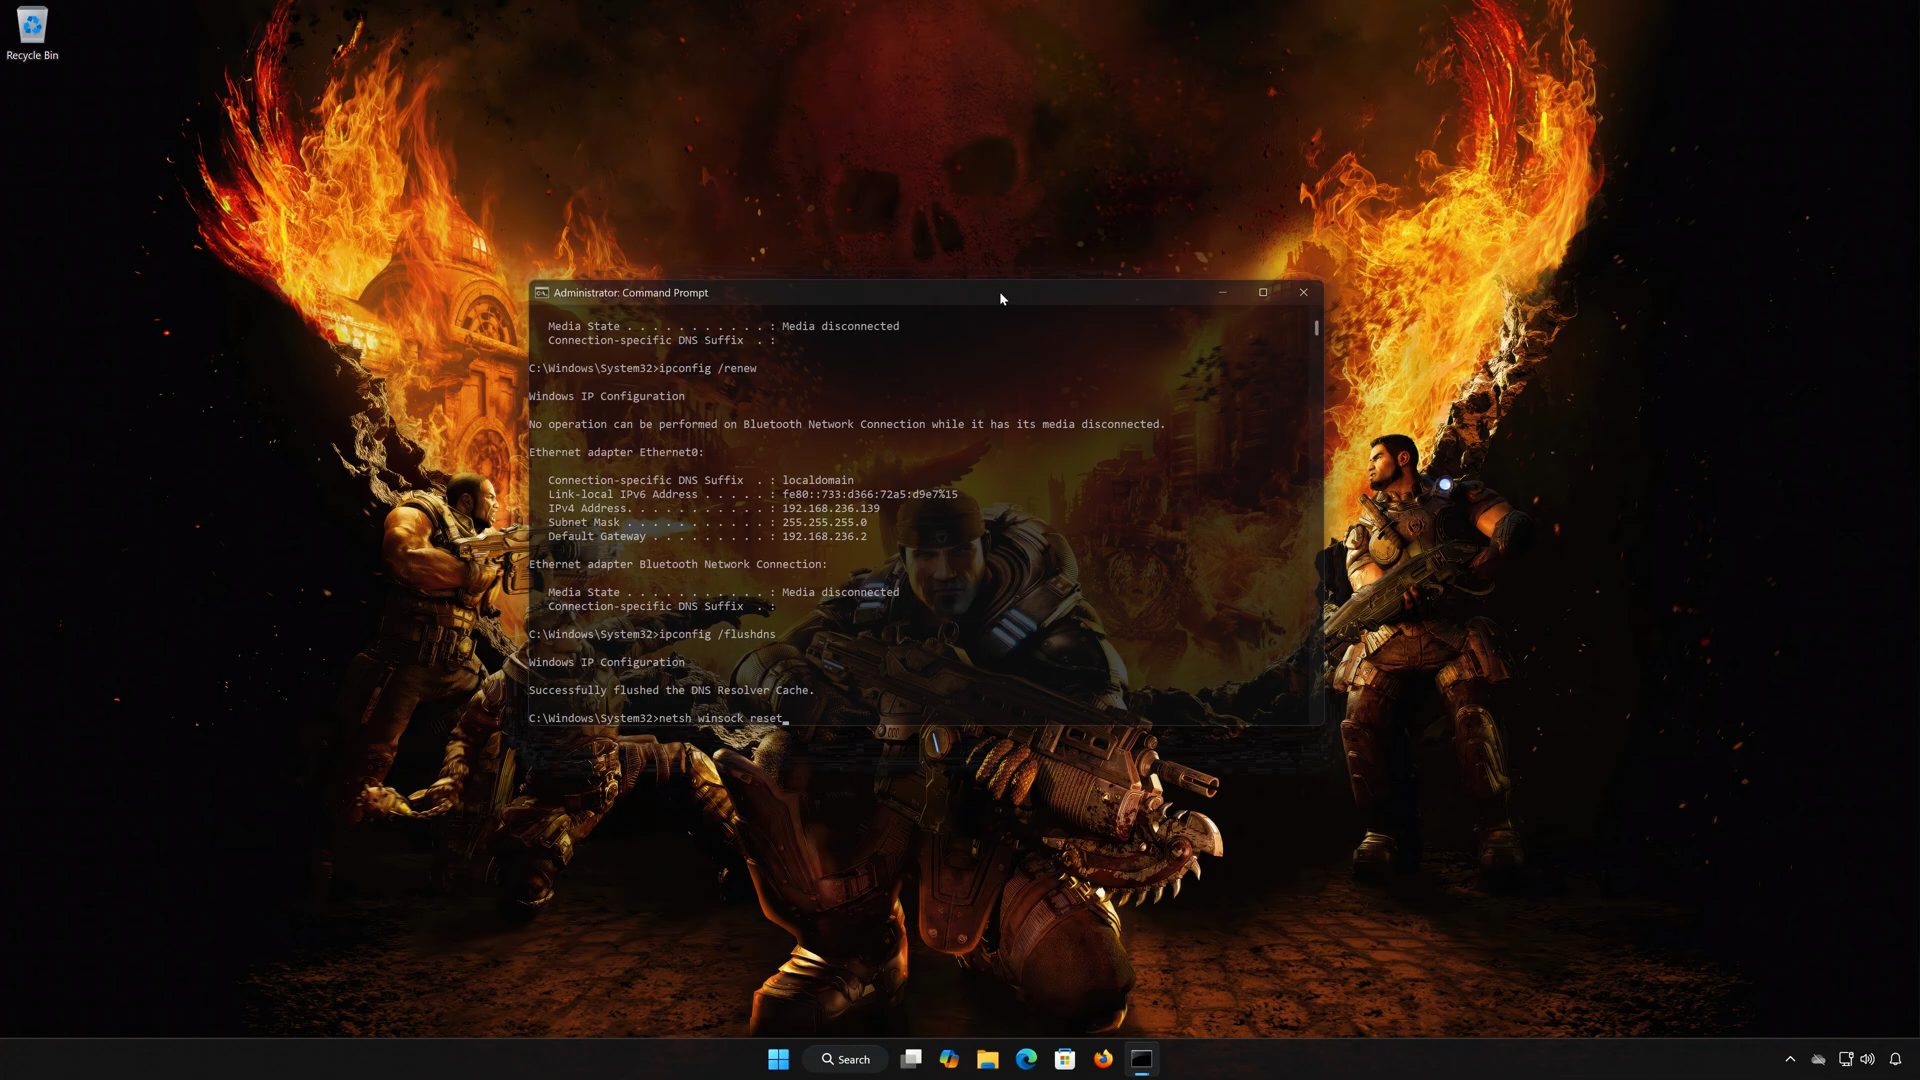 Recycle Bin
Administrator: Command Prompt
Media State . . . . . . . . . . . : Media disconnected
Connection-specific DNS Suffix  . :
C:\Windows\System32>ipconfig /renew
Windows IP Configuration
No operation can be performed on Bluetooth Network Connection while it has its media disconnected.
Ethernet adapter Ethernet0:
Connection-specific DNS Suffix  . : localdomain
Link-local IPv6 Address . . . . . : fe80::733:d366:72a5:d9e7%15
IPv4 Address. . . . . . . . . . . : 192.168.236.139
Subnet Mask . . . . . . . . . . . : 255.255.255.0
Default Gateway . . . . . . . . . : 192.168.236.2
Ethernet adapter Bluetooth Network Connection:
Media State . . . . . . . . . . . : Media disconnected
Connection-specific DNS Suffix  . :
C:\Windows\System32>ipconfig /flushdns
Windows IP Configuration
Successfully flushed the DNS Resolver Cache.
C:\Windows\System32>netsh winsock reset
Search